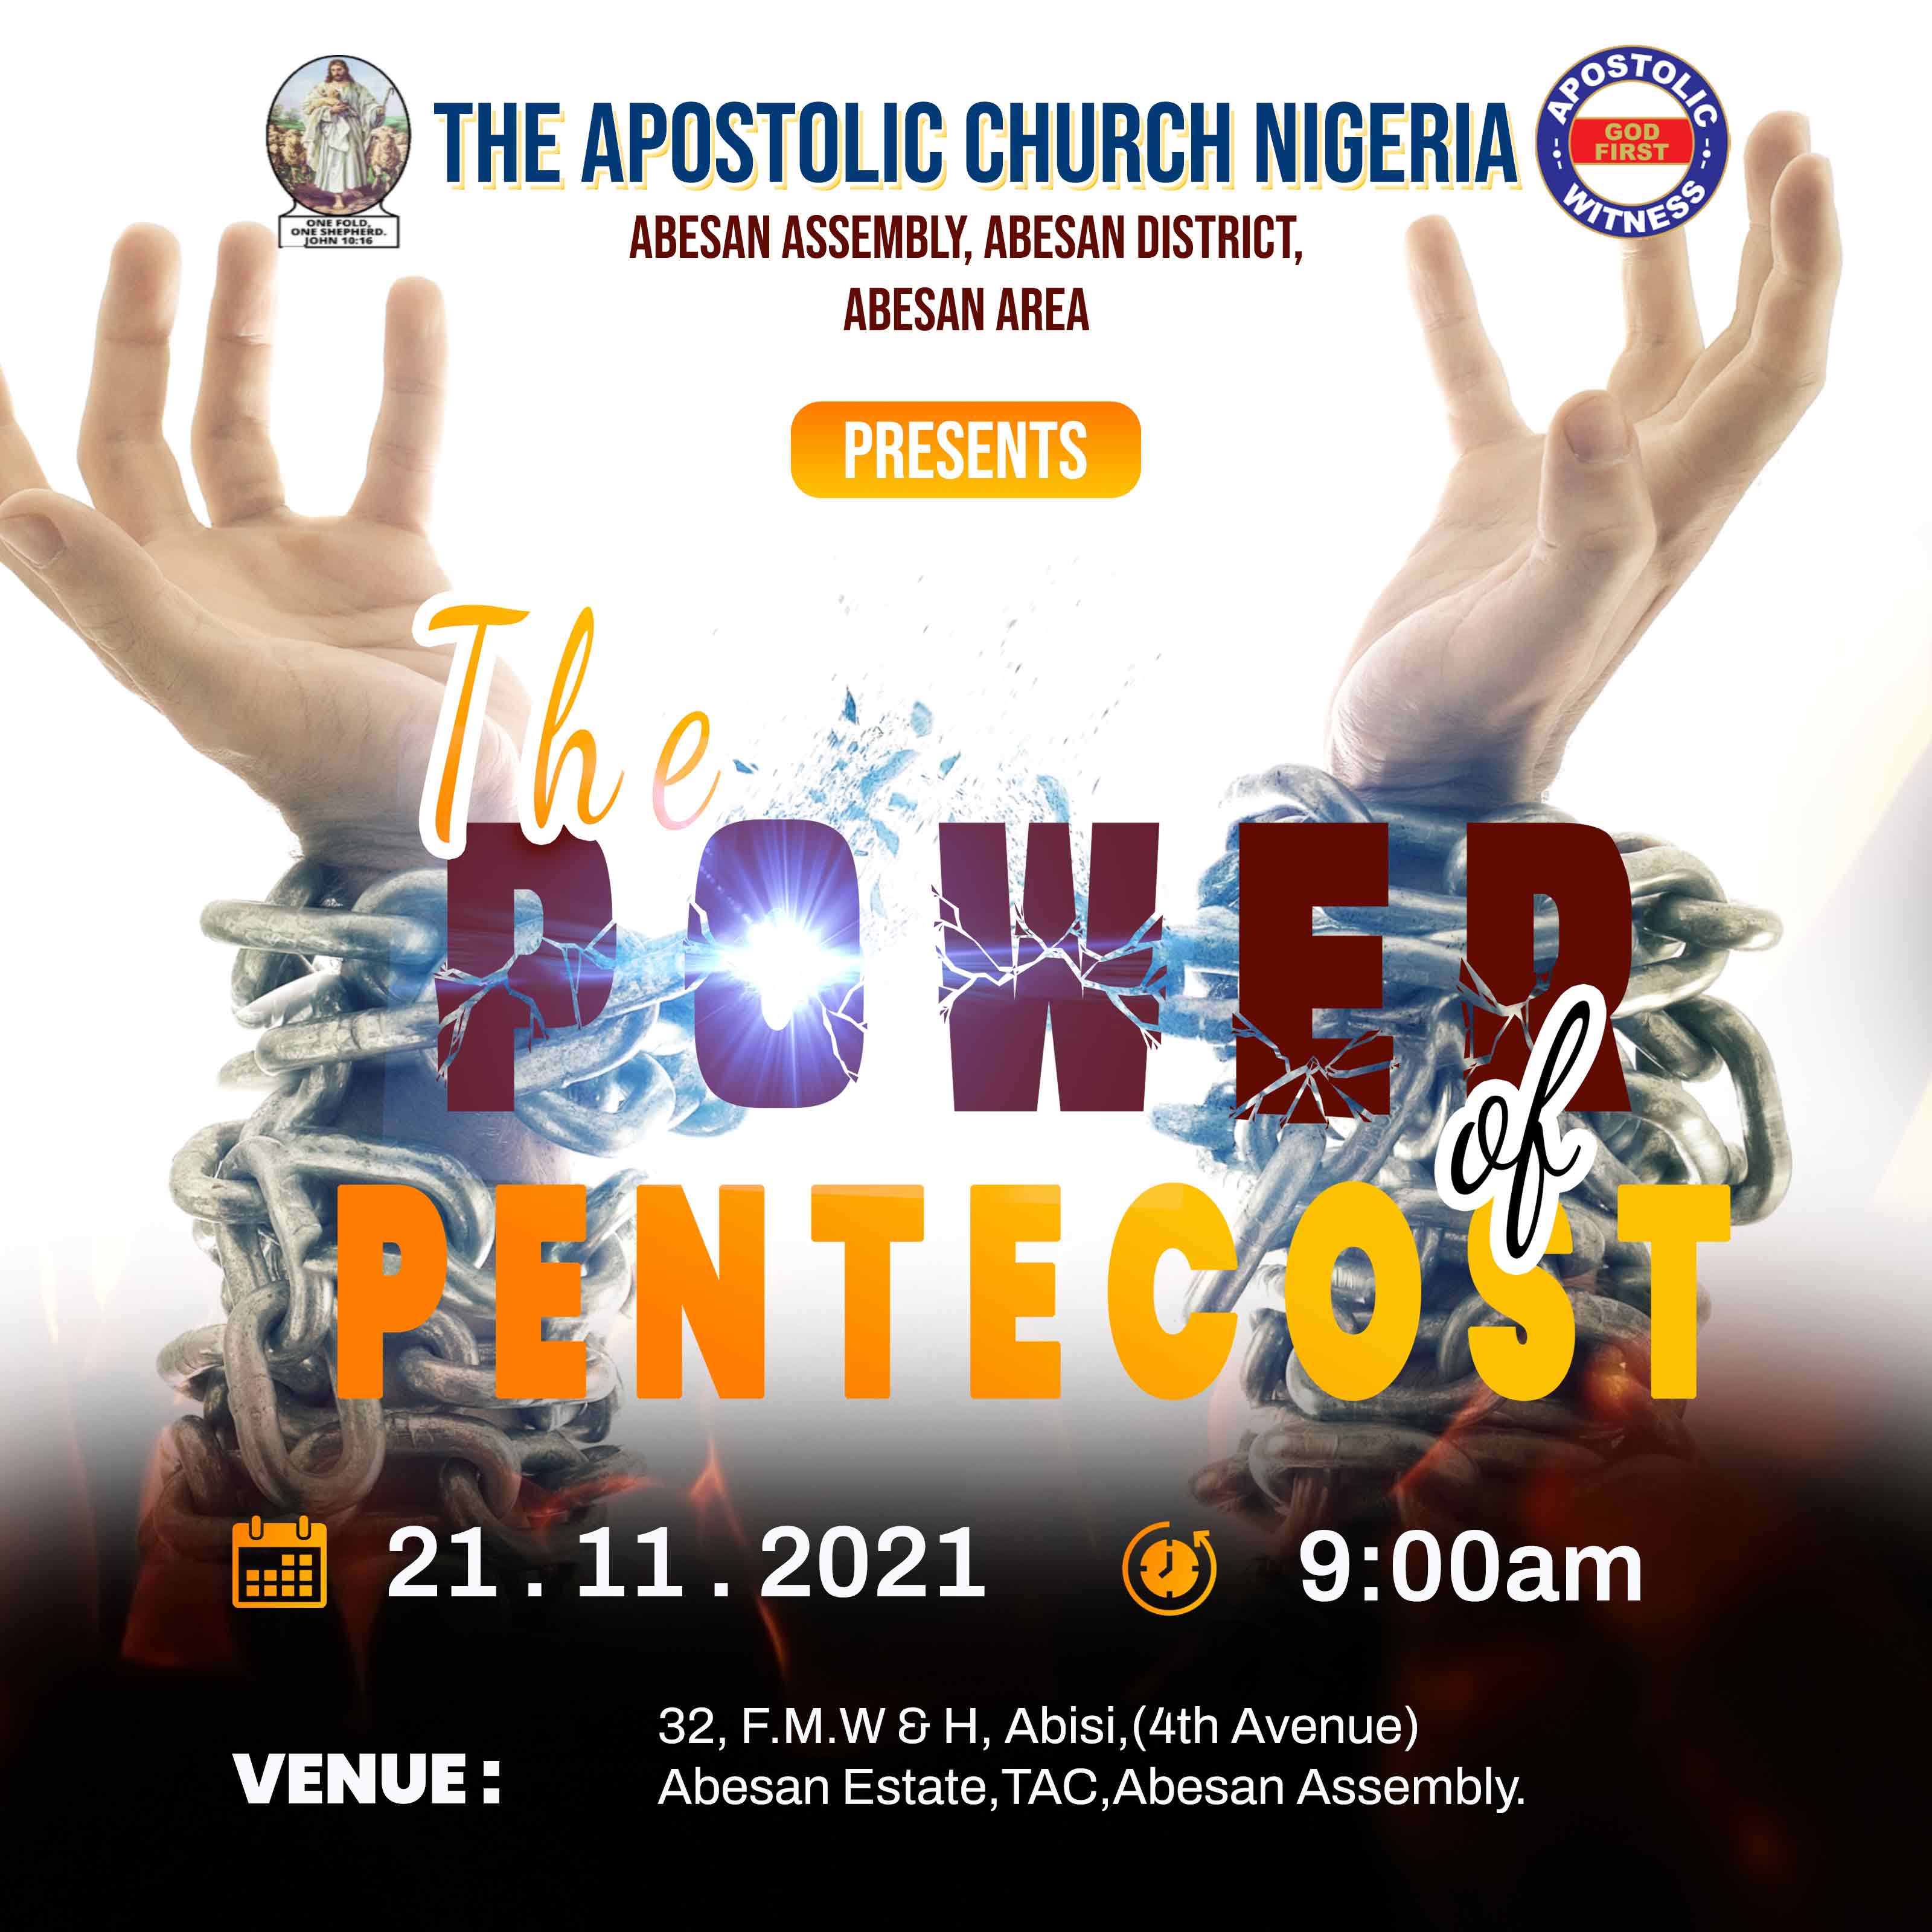 THE APOSTOLIC CHURCH NIGERIA
ABESAN ASSEMBLY, ABESAN DISTRICT,
ABESAN AREA
ONE FOLD,
ONE SHEPHERD.
JOHN 10:16
APOSTOLIC
GOD
FIRST
WITNESS
PRESENTS
The
POWER
of
PENTECOST
21 . 11 . 2021
9:00am
VENUE :
32, F.M.W & H, Abisi,(4th Avenue)
Abesan Estate,TAC,Abesan Assembly.